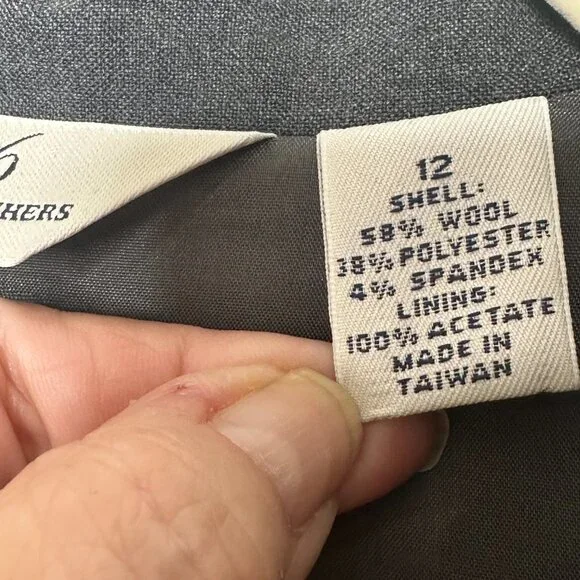 12
SHELL:
58% WOOL
38% POLYESTER
4% SPANDEX
LINING:
100% ACETATE
MADE IN
TAIWAN